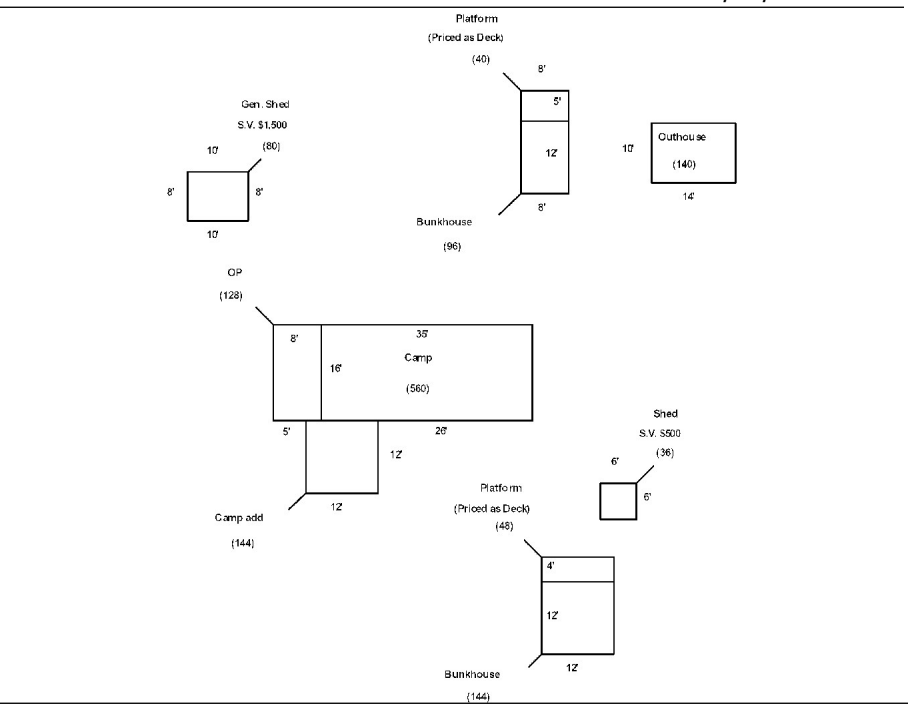 Platform
(Priced as Deck)
(40)
8'
5'
12'
8'
Bunkhouse
(96)
Gen. Shed
S.V. $1,500
(80)
10'
8'
8'
10'
Outhouse
(140)
10'
14'
OP
(128)
8'
35'
16'
Camp
(560)
5'
26'
12'
12'
Camp add
(144)
Shed
S.V. $500
(36)
6'
6'
Platform
(Priced as Deck)
(48)
4'
12'
12'
Bunkhouse
(144)